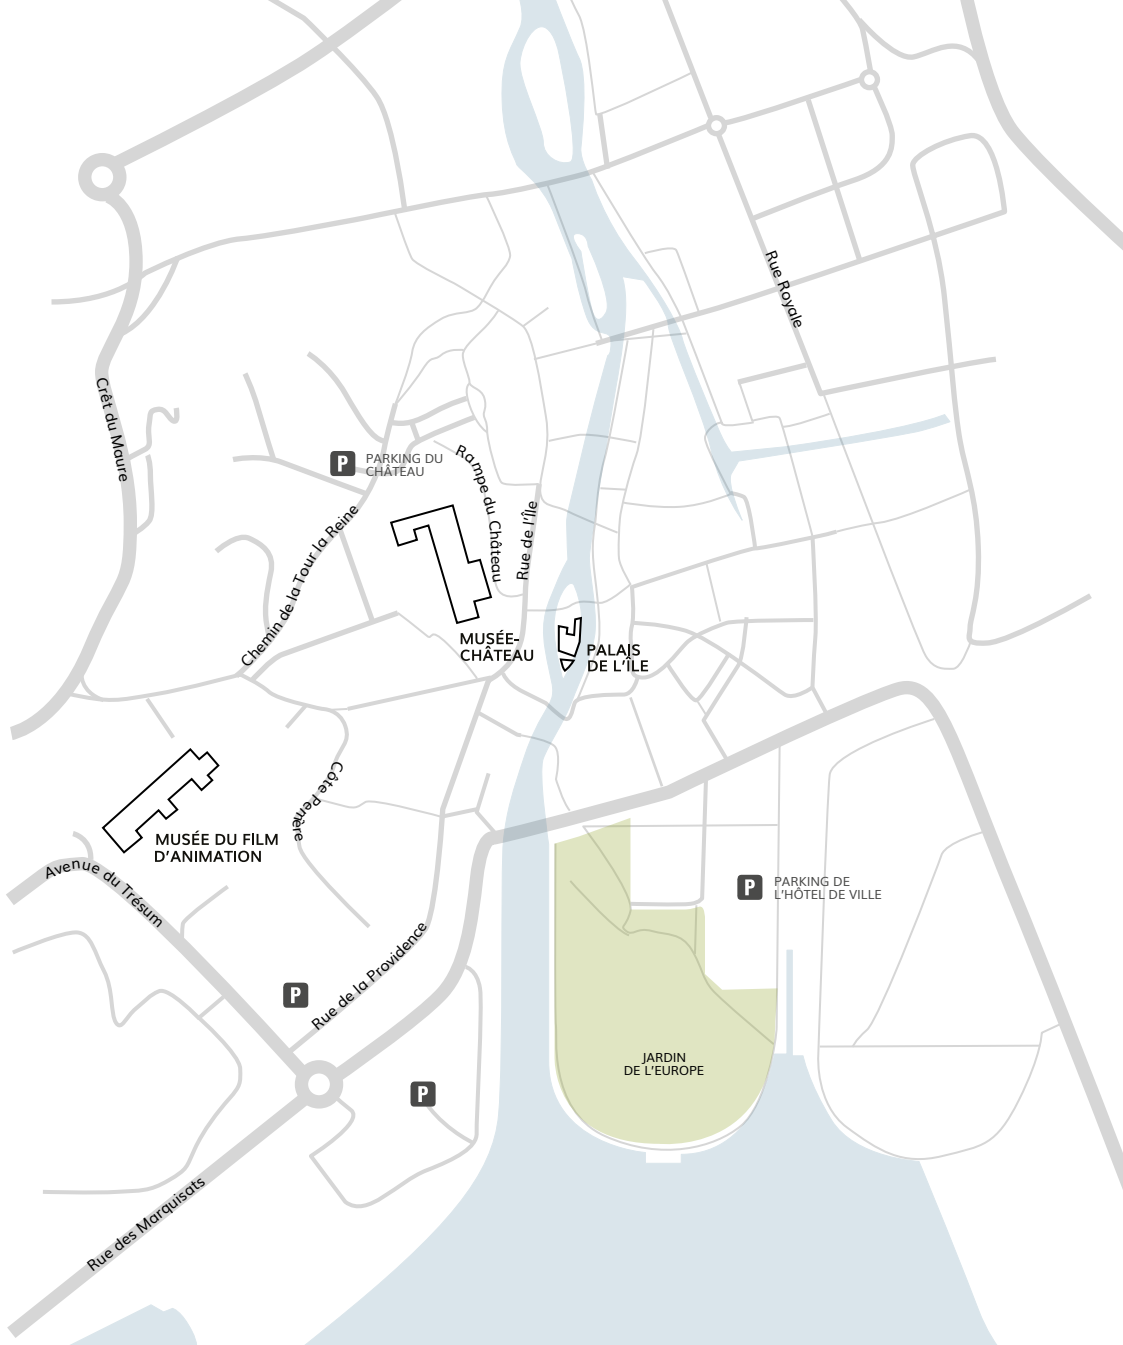 Rue Royale
Crêt du Maure
P
PARKING DU
CHÂTEAU
Rampe du Château
Rue de l'Île
Chemin de la Tour la Reine
MUSÉE-
CHÂTEAU
PALAIS
DE L'ÎLE
Côte Perrière
MUSÉE DU FILM
D'ANIMATION
Avenue du Trésum
P
PARKING DE
L'HÔTEL DE VILLE
Rue de la Providence
P
JARDIN
DE L'EUROPE
P
Rue des Marquisats